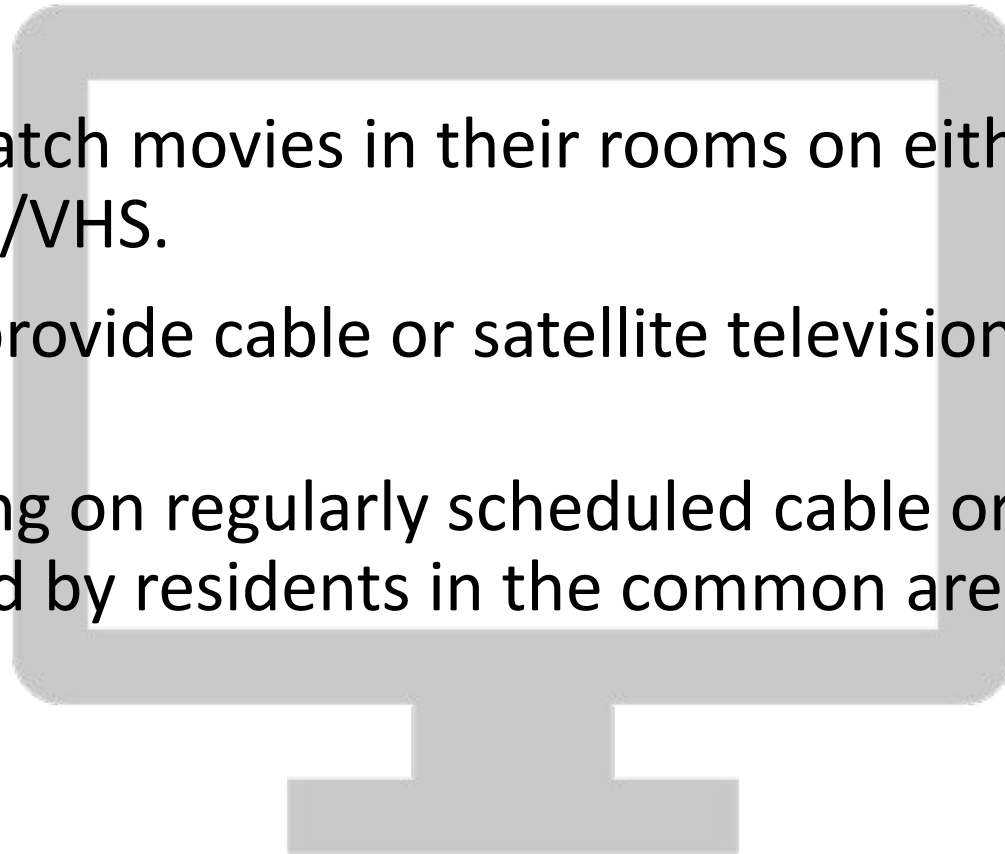 atch movies in their rooms on eith
/VHS.
provide cable or satellite television
ng on regularly scheduled cable or
d by residents in the common are